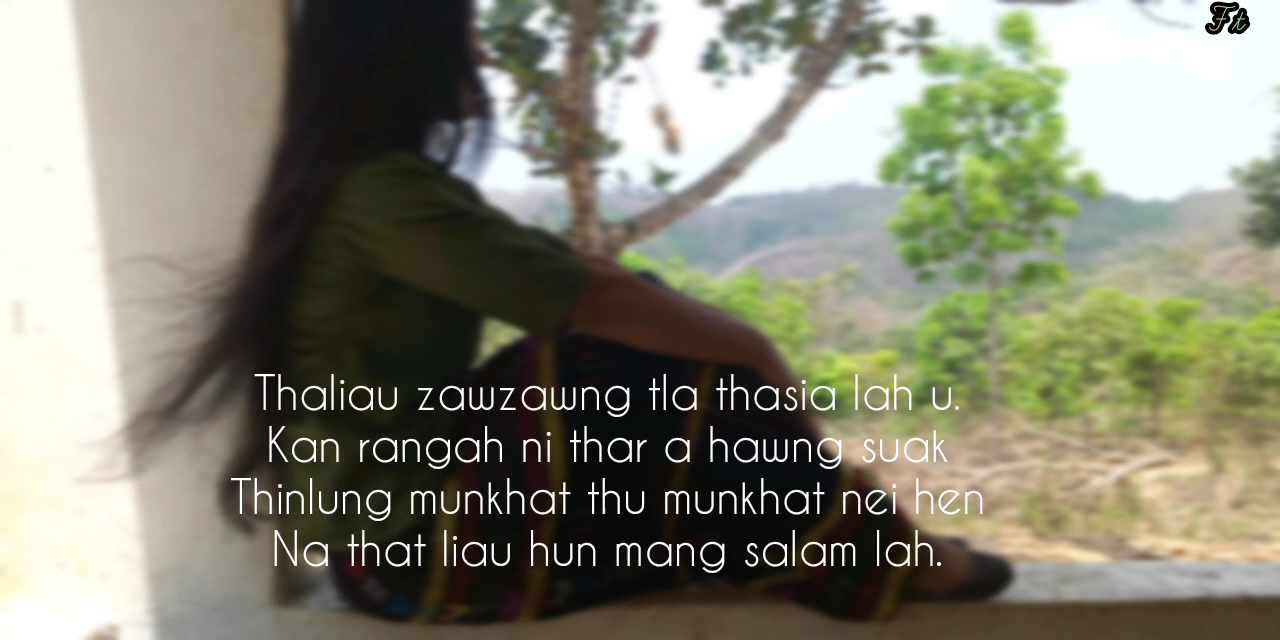 Ft
Thaliau zawzawng tla thasia lah u.
Kan rangah ni thar a hawng suak
Thinlung munkhat thu munkhat nei hen
Na that liau hun mang salam lah.